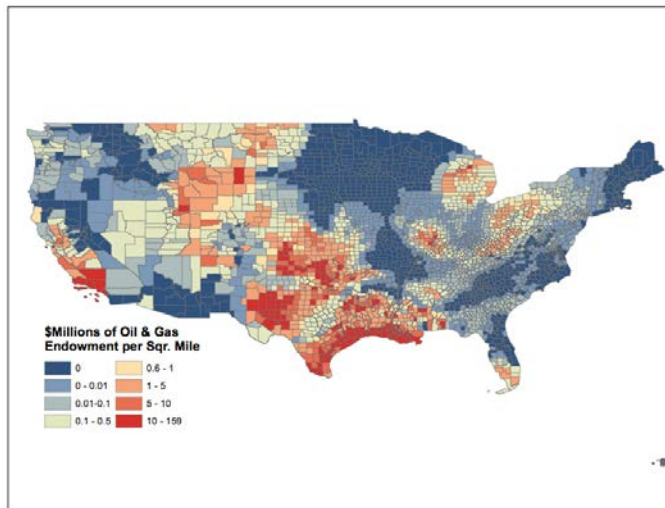 $Millions of Oil & Gas
Endowment per Sqr. Mile
0
0.6 - 1
0 - 0.01
1 - 5
0.01-0.1
5 - 10
0.1 - 0.5
10 - 159